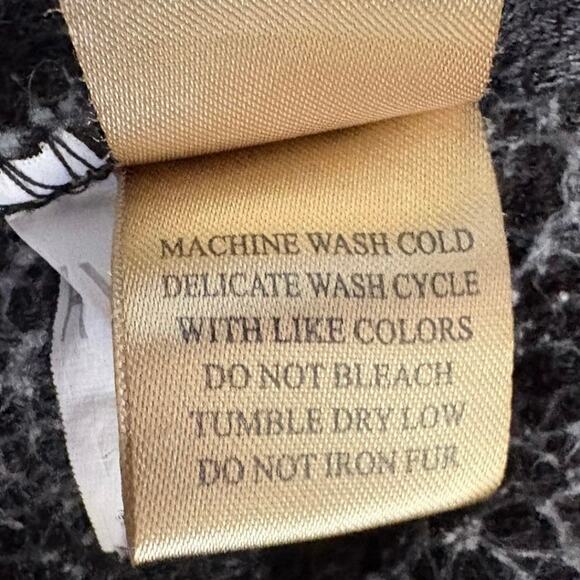 MACHINE WASH COLD
DELICATE WASH CYCLE
WITH LIKE COLORS
DO NOT BLEACH
TUMBLE DRY LOW
DO NOT IRON FUR